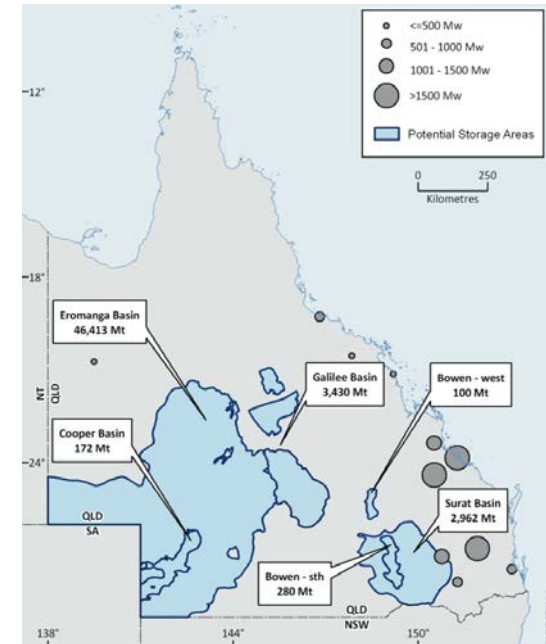 <=500 Mw
501 - 1000 Mw
1001 - 1500 Mw
>1500 Mw
Potential Storage Areas
0 250
Kilometres
-12°
-18°
NT
QLD
Eromanga Basin
46,413 Mt
Galilee Basin
3,430 Mt
Bowen - west
100 Mt
Cooper Basin
172 Mt
-24°
Surat Basin
2,962 Mt
QLD
SA
Bowen - sth
280 Mt
QLD
NSW
138°
144°
150°